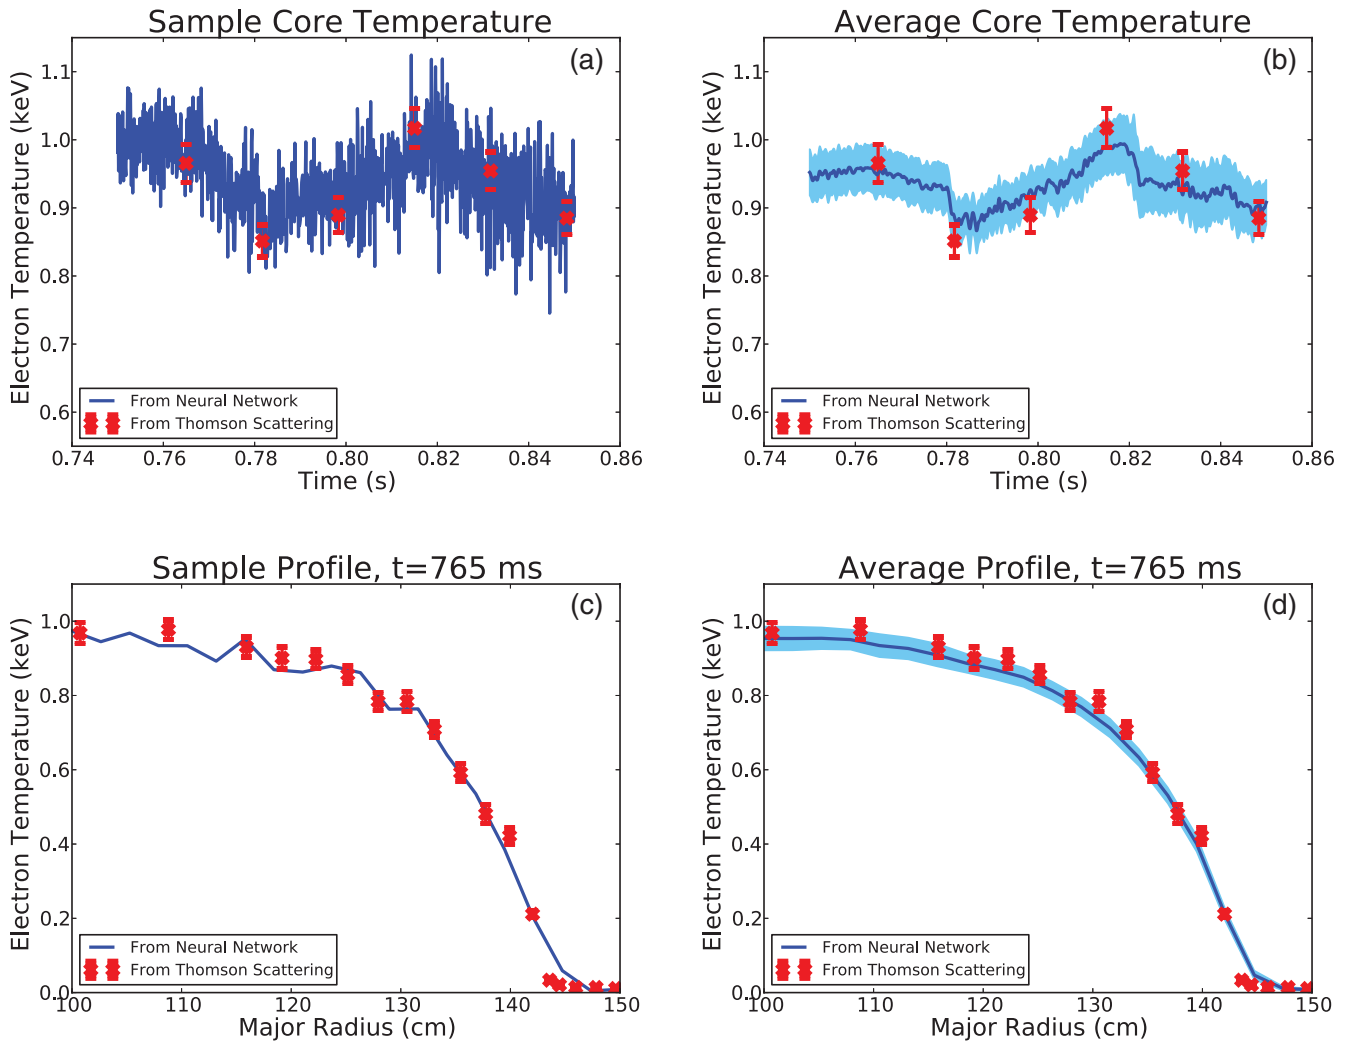 Sample Core Temperature
(a)
Electron Temperature (keV)
1.1
1.0
0.9
0.8
0.7
0.6
From Neural Network
From Thomson Scattering
0.74 0.76 0.78 0.80 0.82 0.84 0.86
Time (s)
Average Core Temperature
(b)
Electron Temperature (keV)
1.1
1.0
0.9
0.8
0.7
0.6
From Neural Network
From Thomson Scattering
0.74 0.76 0.78 0.80 0.82 0.84 0.86
Time (s)
Sample Profile, t=765 ms
(c)
Electron Temperature (keV)
1.0
0.8
0.6
0.4
0.2
0.0
From Neural Network
From Thomson Scattering
100 110 120 130 140 150
Major Radius (cm)
Average Profile, t=765 ms
(d)
Electron Temperature (keV)
1.0
0.8
0.6
0.4
0.2
0.0
From Neural Network
From Thomson Scattering
100 110 120 130 140 150
Major Radius (cm)